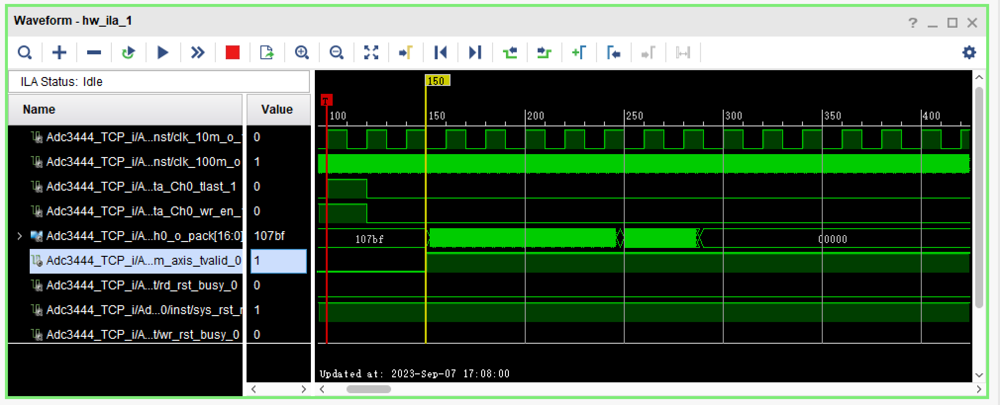 Waveform - hw_ila_1
?
ILA Status: Idle
Name Value
150
T
100 150 200 250 300 350 400
Adc3444_TCP_i/A...nst/clk_10m_o_ 0
Adc3444_TCP_i/A...nst/clk_100m_o 1
Adc3444_TCP_i/A...ta_Ch0_tlast_1 0
Adc3444_TCP_i/A...ta_Ch0_wr_en_ 0
Adc3444_TCP_i/A...h0_o_pack[16:0] 107bf 107bf 00000
Adc3444_TCP_i/A...m_axis_tvalid_0 1
Adc3444_TCP_i/A...t/rd_rst_busy_0 0
Adc3444_TCP_i/Ad...0/inst/sys_rst_ 1
Adc3444_TCP_i/A...t/wr_rst_busy_0 0
Updated at: 2023-Sep-07 17:08:00